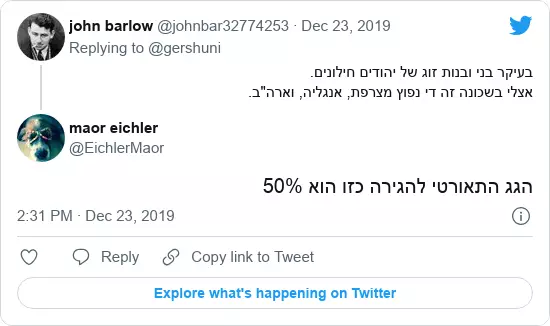 john barlow @johnbar32774253 · Dec 23, 2019
Replying to @gershuni
בעיקר בני ובנות זוג של יהודים חילונים.
אצלי בשכונה זה די נפוץ מצרפת, אנגליה, וארה"ב.
maor eichler
@EichlerMaor
הגג התאורטי להגירה כזו הוא 50%
2:31 PM · Dec 23, 2019
Reply
Copy link to Tweet
Explore what's happening on Twitter